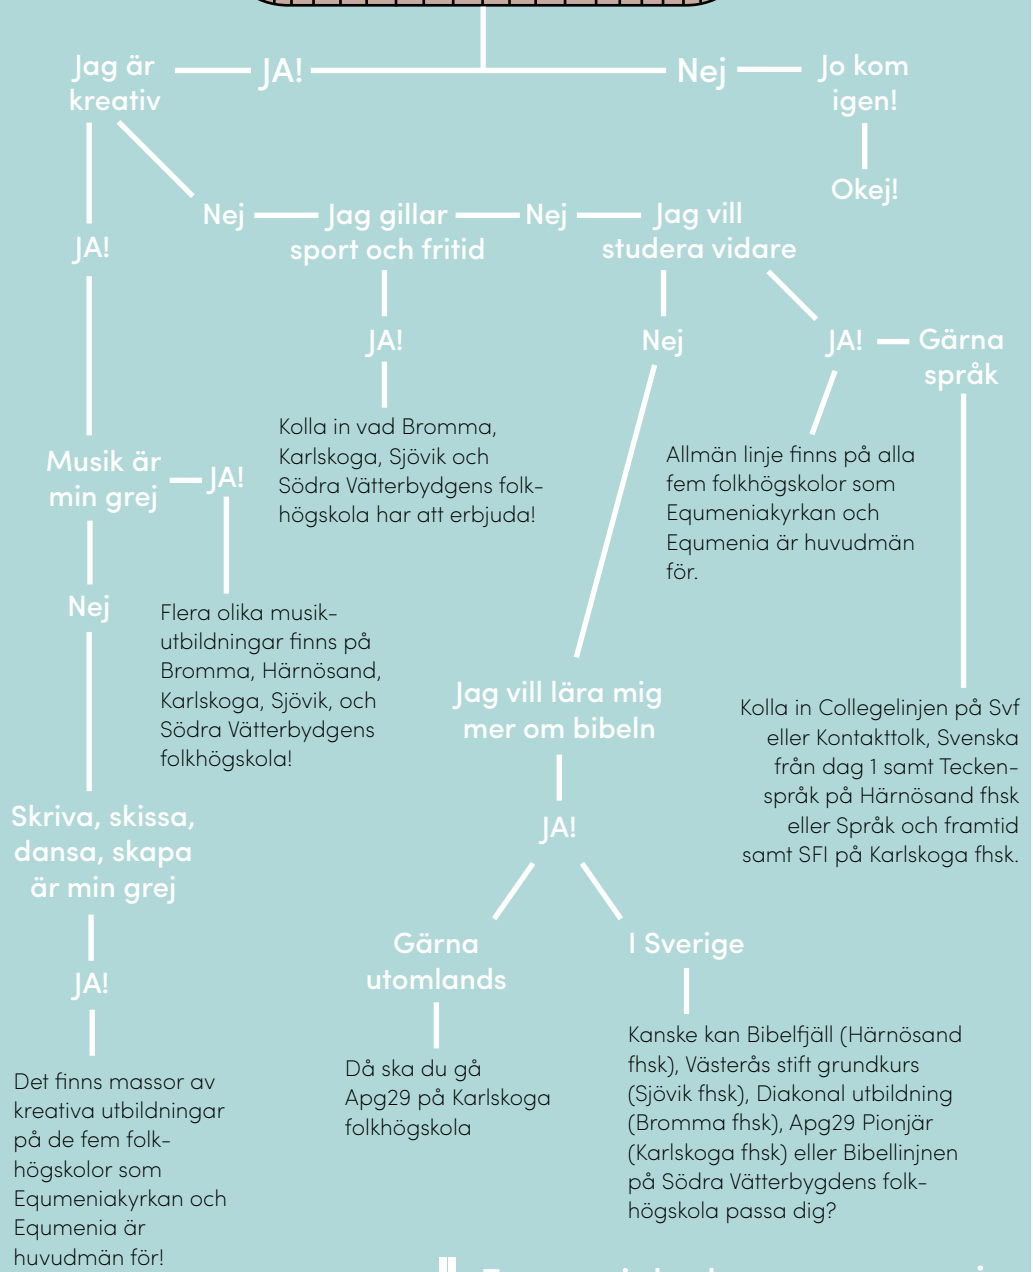 Jag är
kreativ
JA!
Nej
Jo kom
igen!
Okej!
JA!
Nej
Jag gillar
sport och fritid
Nej
Jag vill
studera vidare
JA!
Nej
JA!
Gärna
språk
Kolla in vad Bromma,
Karlskoga, Sjövik och
Södra Vätterbydgens folk-
högskola har att erbjuda!
Allmän linje finns på alla
fem folkhögskolor som
Equmeniakyrkan och
Equmenia är huvudmän
för.
Musik är
min grej
JA!
Nej
Flera olika musik-
utbildningar finns på
Bromma, Härnösand,
Karlskoga, Sjövik, och
Södra Vätterbydgens
folkhögskola!
Jag vill lära mig
mer om bibeln
Kolla in Collegelinjen på Svf
eller Kontakttolk, Svenska
från dag 1 samt Tecken-
språk på Härnösand fhsk
eller Språk och framtid
samt SFI på Karlskoga fhsk.
Skriva, skissa,
dansa, skapa
är min grej
JA!
JA!
Gärna
utomlands
I Sverige
Det finns massor av
kreativa utbildningar
på de fem folk-
högskolor som
Equmeniakyrkan och
Equmenia är
huvudmän för!
Då ska du gå
Apg29 på Karlskoga
folkhögskola
Kanske kan Bibelfjäll (Härnösand
fhsk), Västerås stift grundkurs
(Sjövik fhsk), Diakonal utbildning
(Bromma fhsk), Apg29 Pionjär
(Karlskoga fhsk) eller Bibellinjnen
på Södra Vätterbygdens folk-
högskola passa dig?